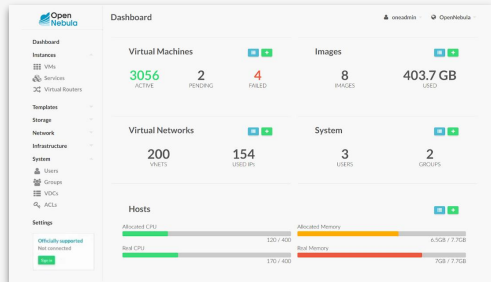 Open
Nebula
Dashboard
oneadmin
OpenNebula
Dashboard
Instances
VMs
Services
Virtual Routers
Templates
Storage
Network
Infrastructure
System
Users
Groups
VDCs
ACLs
Settings
Officially supported
Not connected
Sign in
Virtual Machines
3056
ACTIVE
2
PENDING
4
FAILED
Images
8
IMAGES
403.7 GB
USED
Virtual Networks
200
VNETS
154
USED IPs
System
3
USERS
2
GROUPS
Hosts
Allocated CPU
120 / 400
Real CPU
170 / 400
Allocated Memory
6.5GB / 7.7GB
Real Memory
7GB / 7.7GB